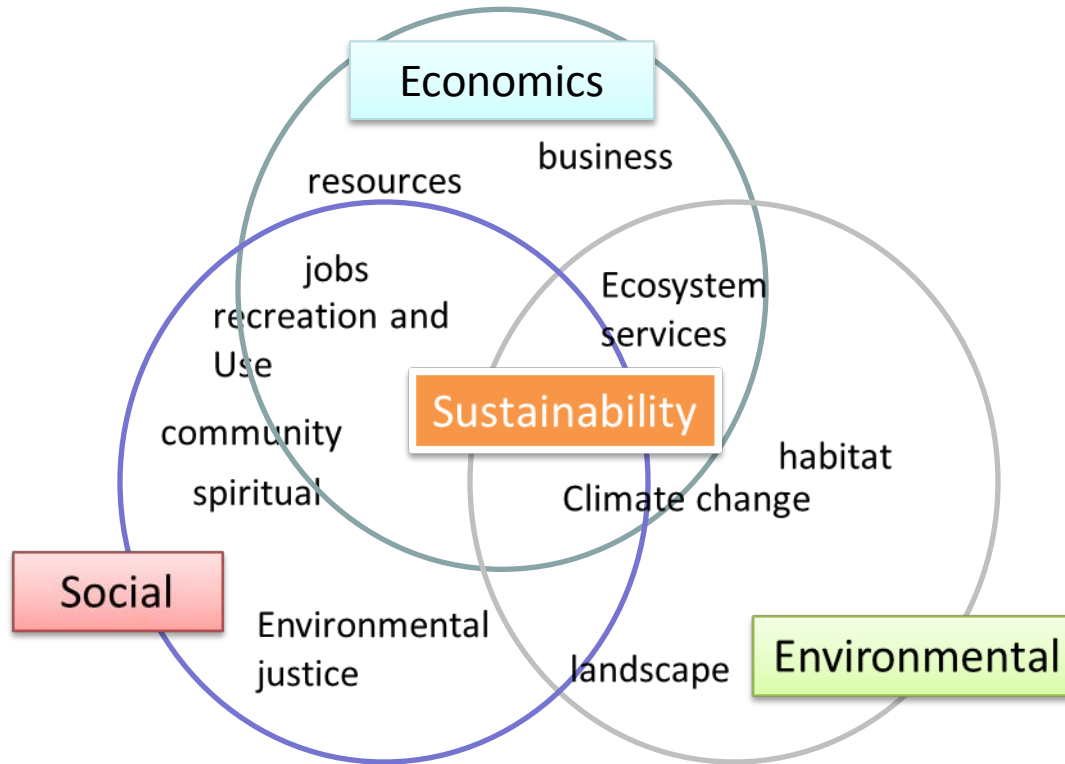 Economics
business
resources
jobs
recreation and
Use
Ecosystem
services
Sustainability
community
habitat
spiritual
Climate change
Social
Environmental
justice
landscape
Environmental